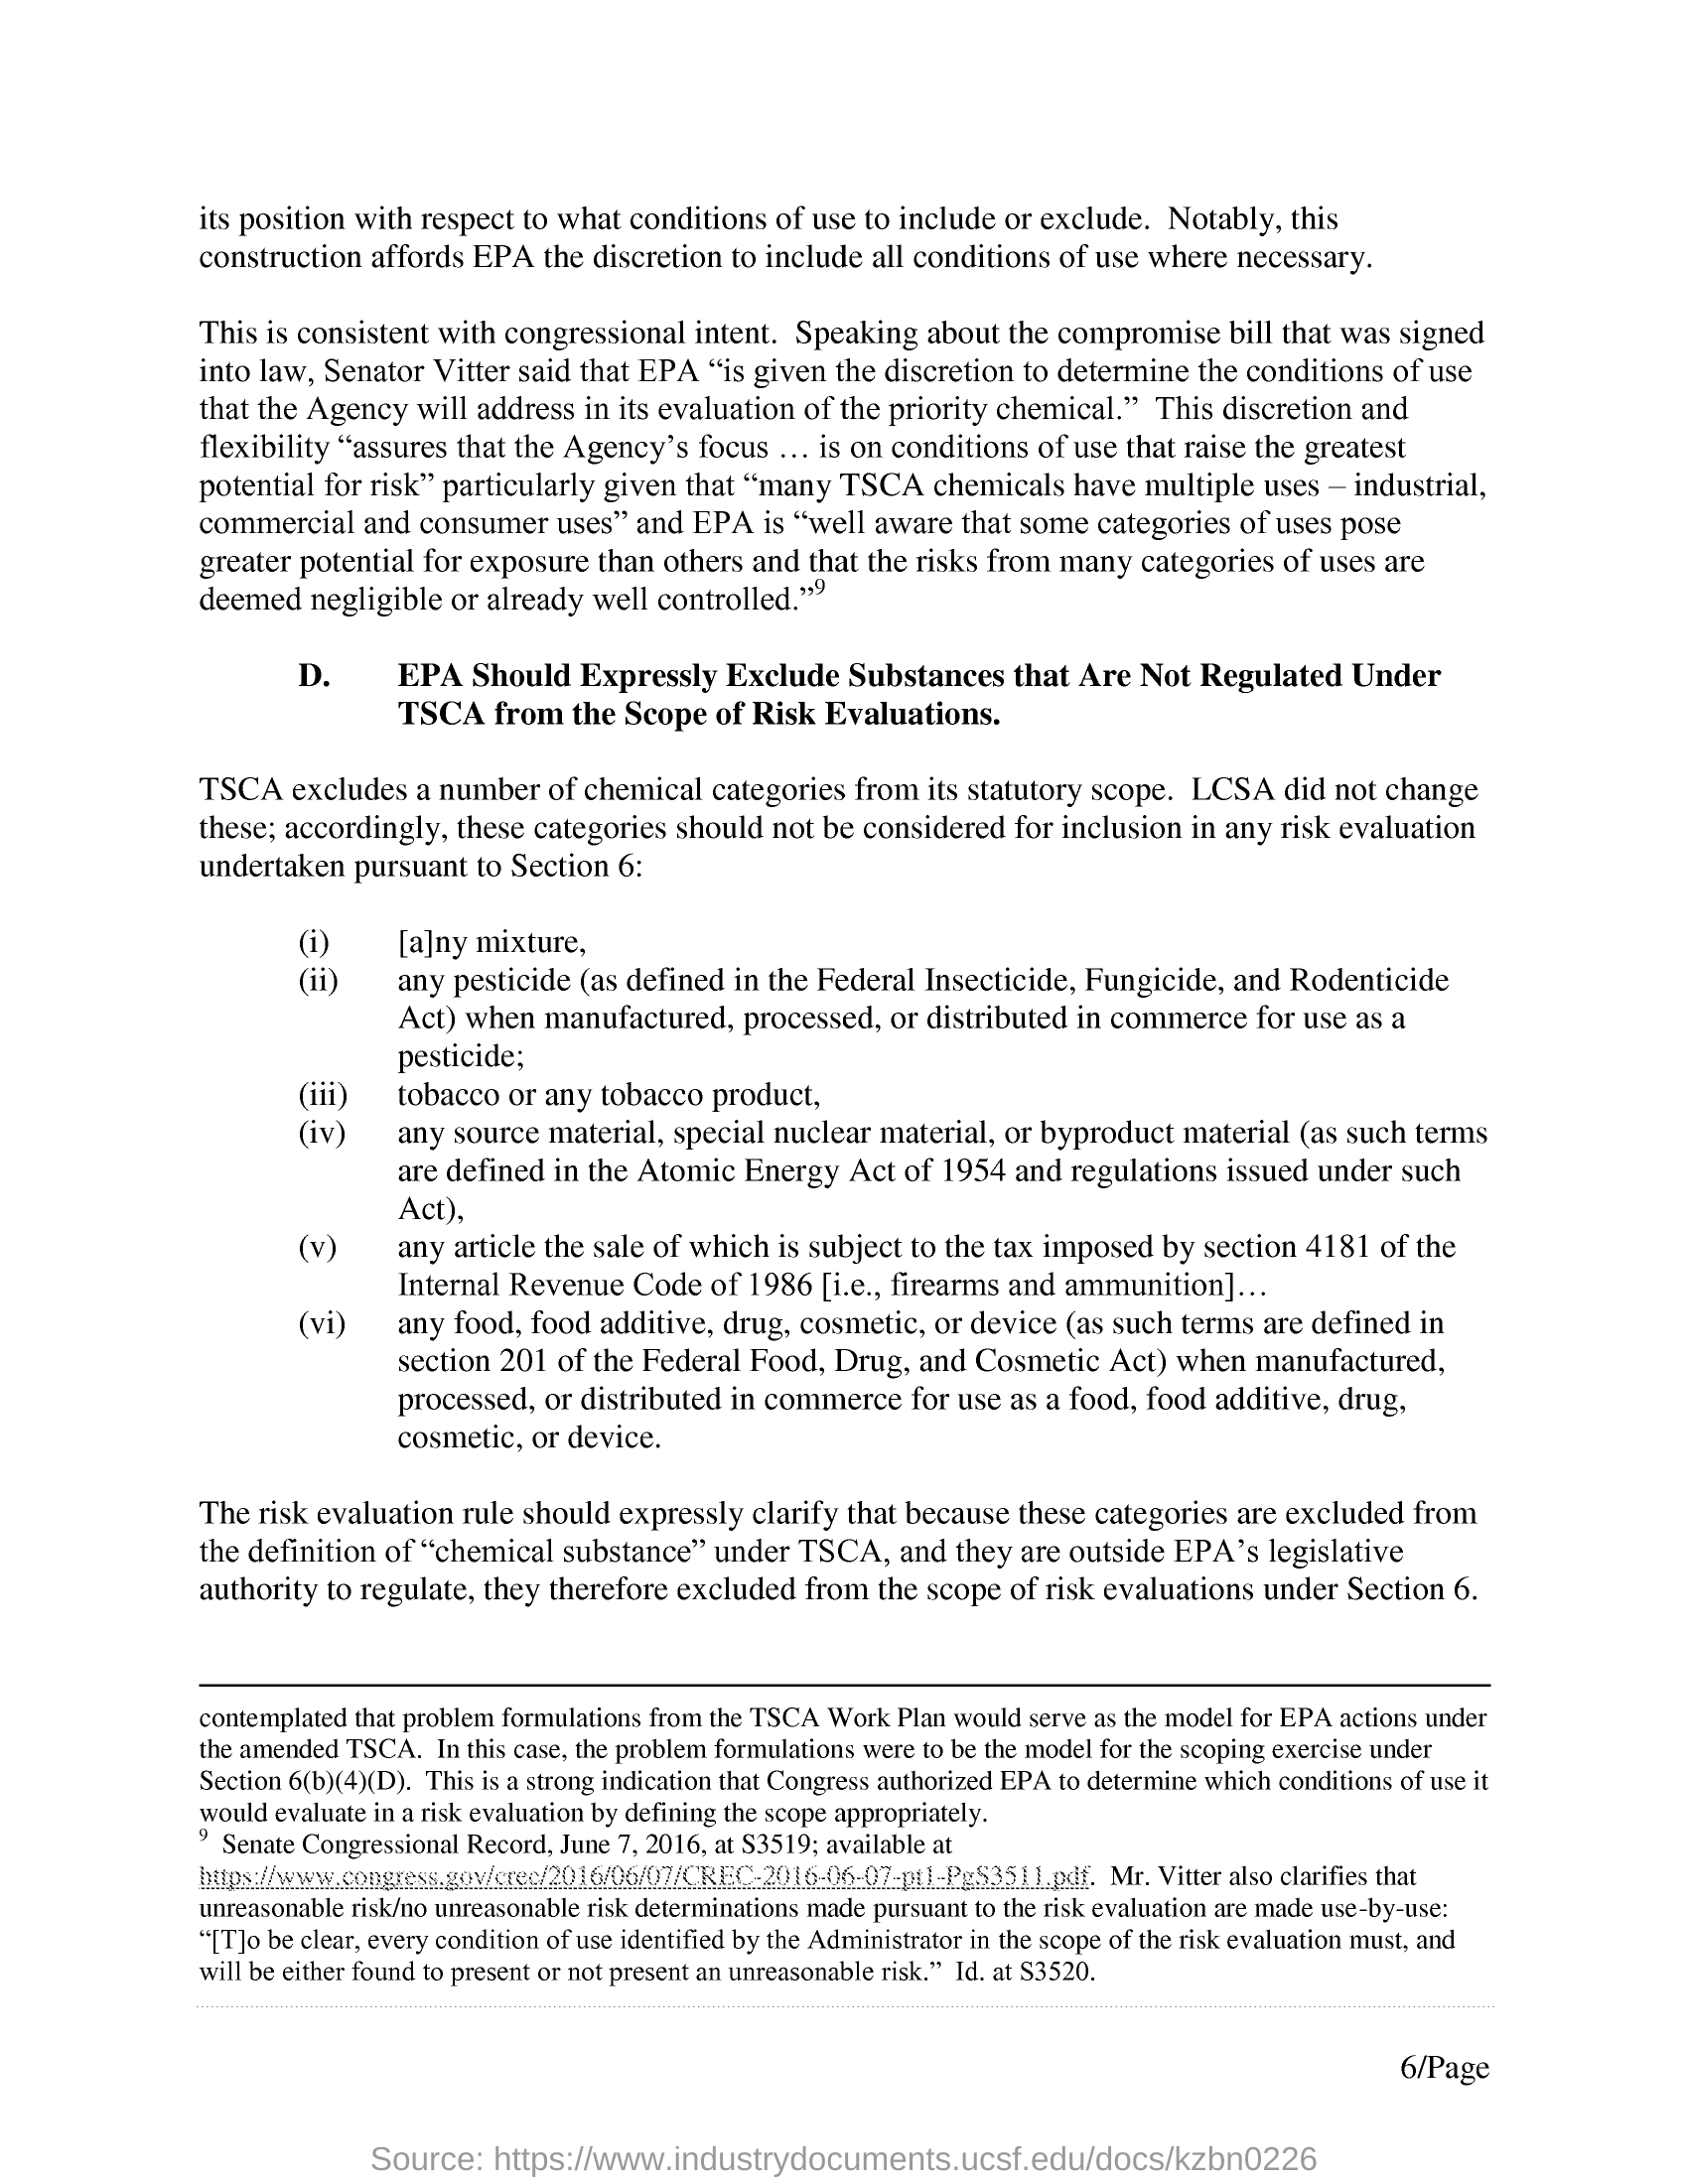 its position with respect to what conditions of use to include or exclude.  Notably, this
construction affords EPA the discretion to include all conditions of use where necessary.
This is consistent with congressional intent.  Speaking about the compromise bill that was signed
into law, Senator Vitter said that EPA “is given the discretion to determine the conditions of use
that the Agency will address in its evaluation of the priority chemical.”  This discretion and
flexibility “assures that the Agency’s focus … is on conditions of use that raise the greatest
potential for risk” particularly given that “many TSCA chemicals have multiple uses – industrial,
commercial and consumer uses” and EPA is “well aware that some categories of uses pose
greater potential for exposure than others and that the risks from many categories of uses are
deemed negligible or already well controlled.”9
D. EPA Should Expressly Exclude Substances that Are Not Regulated Under
TSCA from the Scope of Risk Evaluations.
TSCA excludes a number of chemical categories from its statutory scope.  LCSA did not change
these; accordingly, these categories should not be considered for inclusion in any risk evaluation
undertaken pursuant to Section 6:
(i) [a]ny mixture,
(ii) any pesticide (as defined in the Federal Insecticide, Fungicide, and Rodenticide
Act) when manufactured, processed, or distributed in commerce for use as a
pesticide;
(iii) tobacco or any tobacco product,
(iv) any source material, special nuclear material, or byproduct material (as such terms
are defined in the Atomic Energy Act of 1954 and regulations issued under such
Act),
(v) any article the sale of which is subject to the tax imposed by section 4181 of the
Internal Revenue Code of 1986 [i.e., firearms and ammunition]…
(vi) any food, food additive, drug, cosmetic, or device (as such terms are defined in
section 201 of the Federal Food, Drug, and Cosmetic Act) when manufactured,
processed, or distributed in commerce for use as a food, food additive, drug,
cosmetic, or device.
The risk evaluation rule should expressly clarify that because these categories are excluded from
the definition of “chemical substance” under TSCA, and they are outside EPA’s legislative
authority to regulate, they therefore excluded from the scope of risk evaluations under Section 6.
contemplated that problem formulations from the TSCA Work Plan would serve as the model for EPA actions under
the amended TSCA.  In this case, the problem formulations were to be the model for the scoping exercise under
Section 6(b)(4)(D).  This is a strong indication that Congress authorized EPA to determine which conditions of use it
would evaluate in a risk evaluation by defining the scope appropriately.
9 Senate Congressional Record, June 7, 2016, at S3519; available at
https://www.congress.gov/crec/2016/06/07/CREC-2016-06-07-pt1-PgS3511.pdf.  Mr. Vitter also clarifies that
unreasonable risk/no unreasonable risk determinations made pursuant to the risk evaluation are made use-by-use:
“[T]o be clear, every condition of use identified by the Administrator in the scope of the risk evaluation must, and
will be either found to present or not present an unreasonable risk.”  Id. at S3520.
6/Page
Source: https://www.industrydocuments.ucsf.edu/docs/kzbn0226